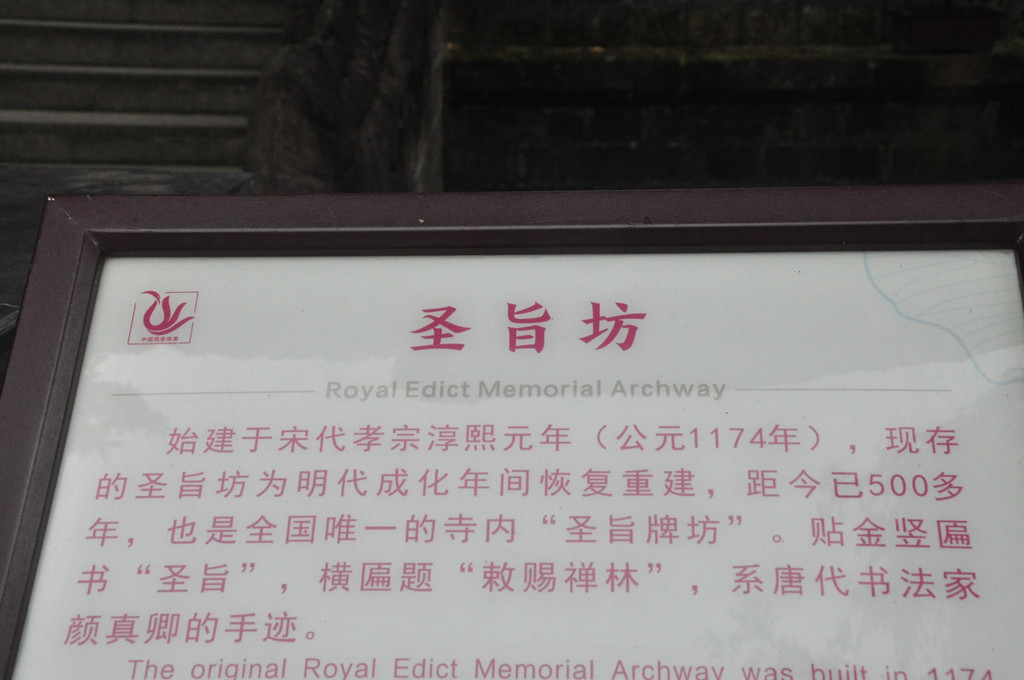 圣旨坊
Royal Edict Memorial Archway
始建于宋代孝宗淳熙元年（公元1174年），现存
的圣旨坊为明代成化年间恢复重建，距今已500多
年，也是全国唯一的寺内“圣旨牌坊”。贴金竖匾
书“圣旨”，横匾题“敕赐禅林”，系唐代书法家
颜真卿的手迹。
The original Royal Edict Memorial Archway was built in 1174